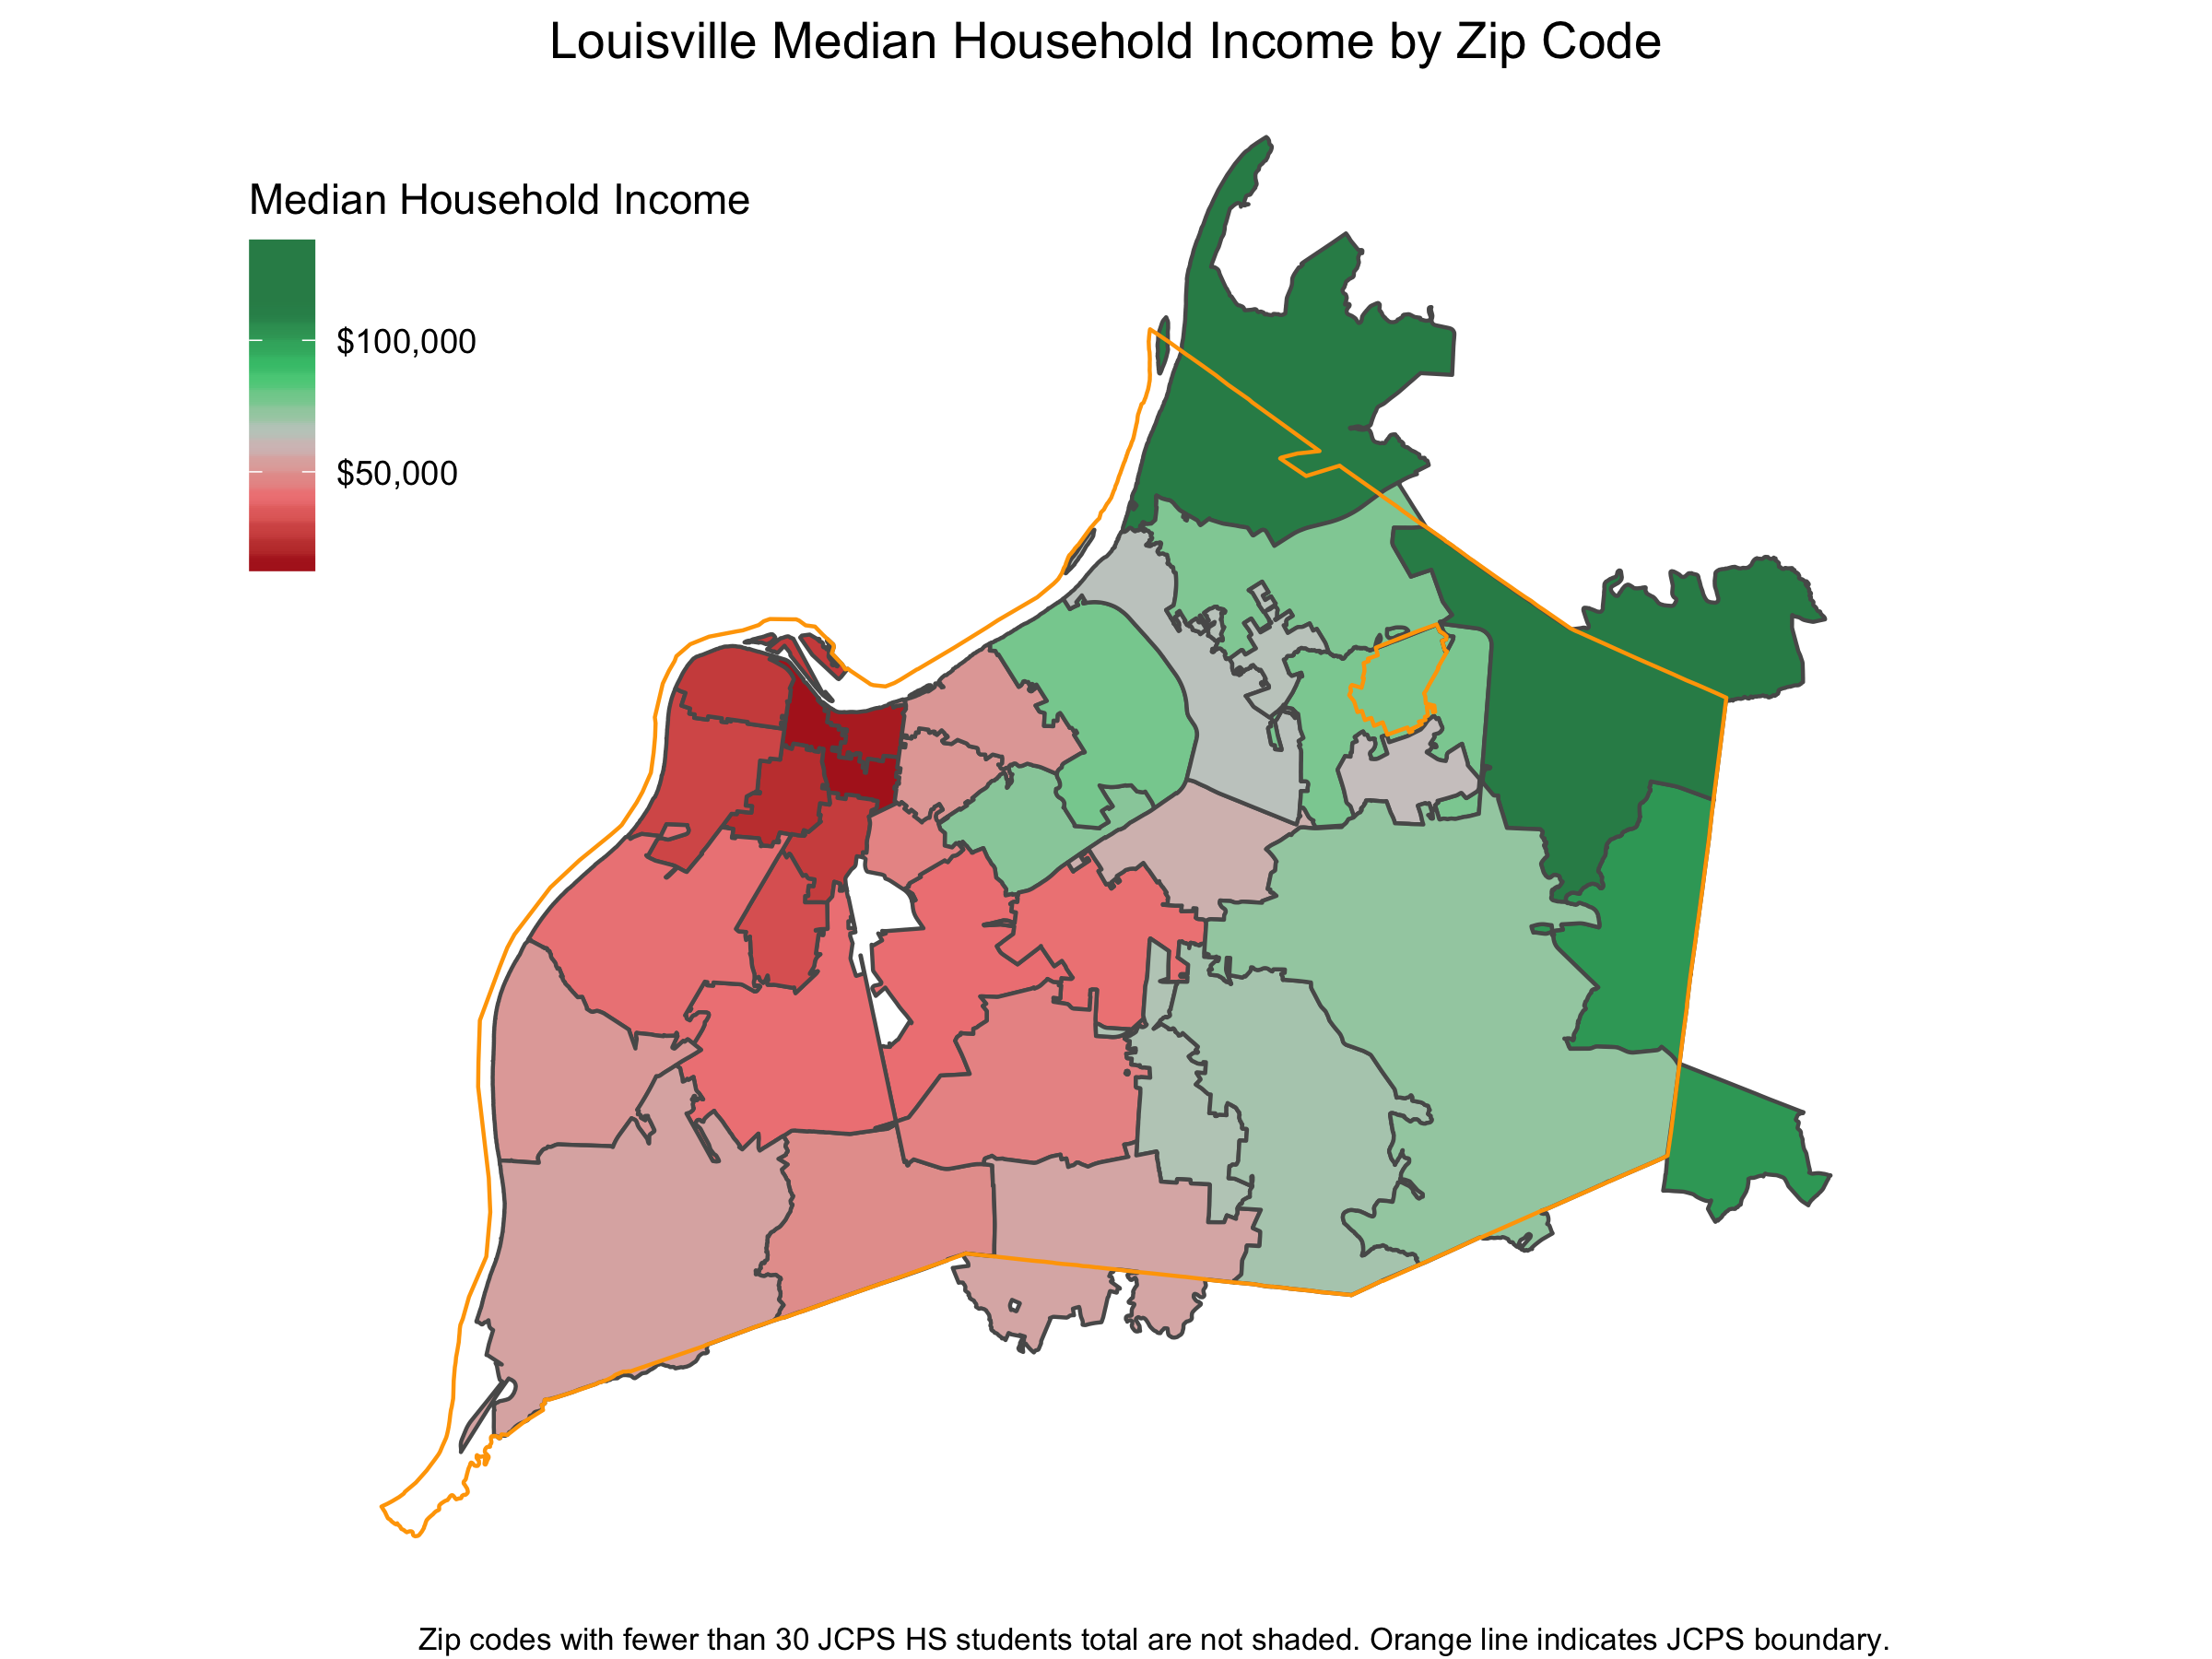 Louisville Median Household Income by Zip Code
Median Household Income
$100,000
$50,000
Zip codes with fewer than 30 JCPS HS students total are not shaded. Orange line indicates JCPS boundary.